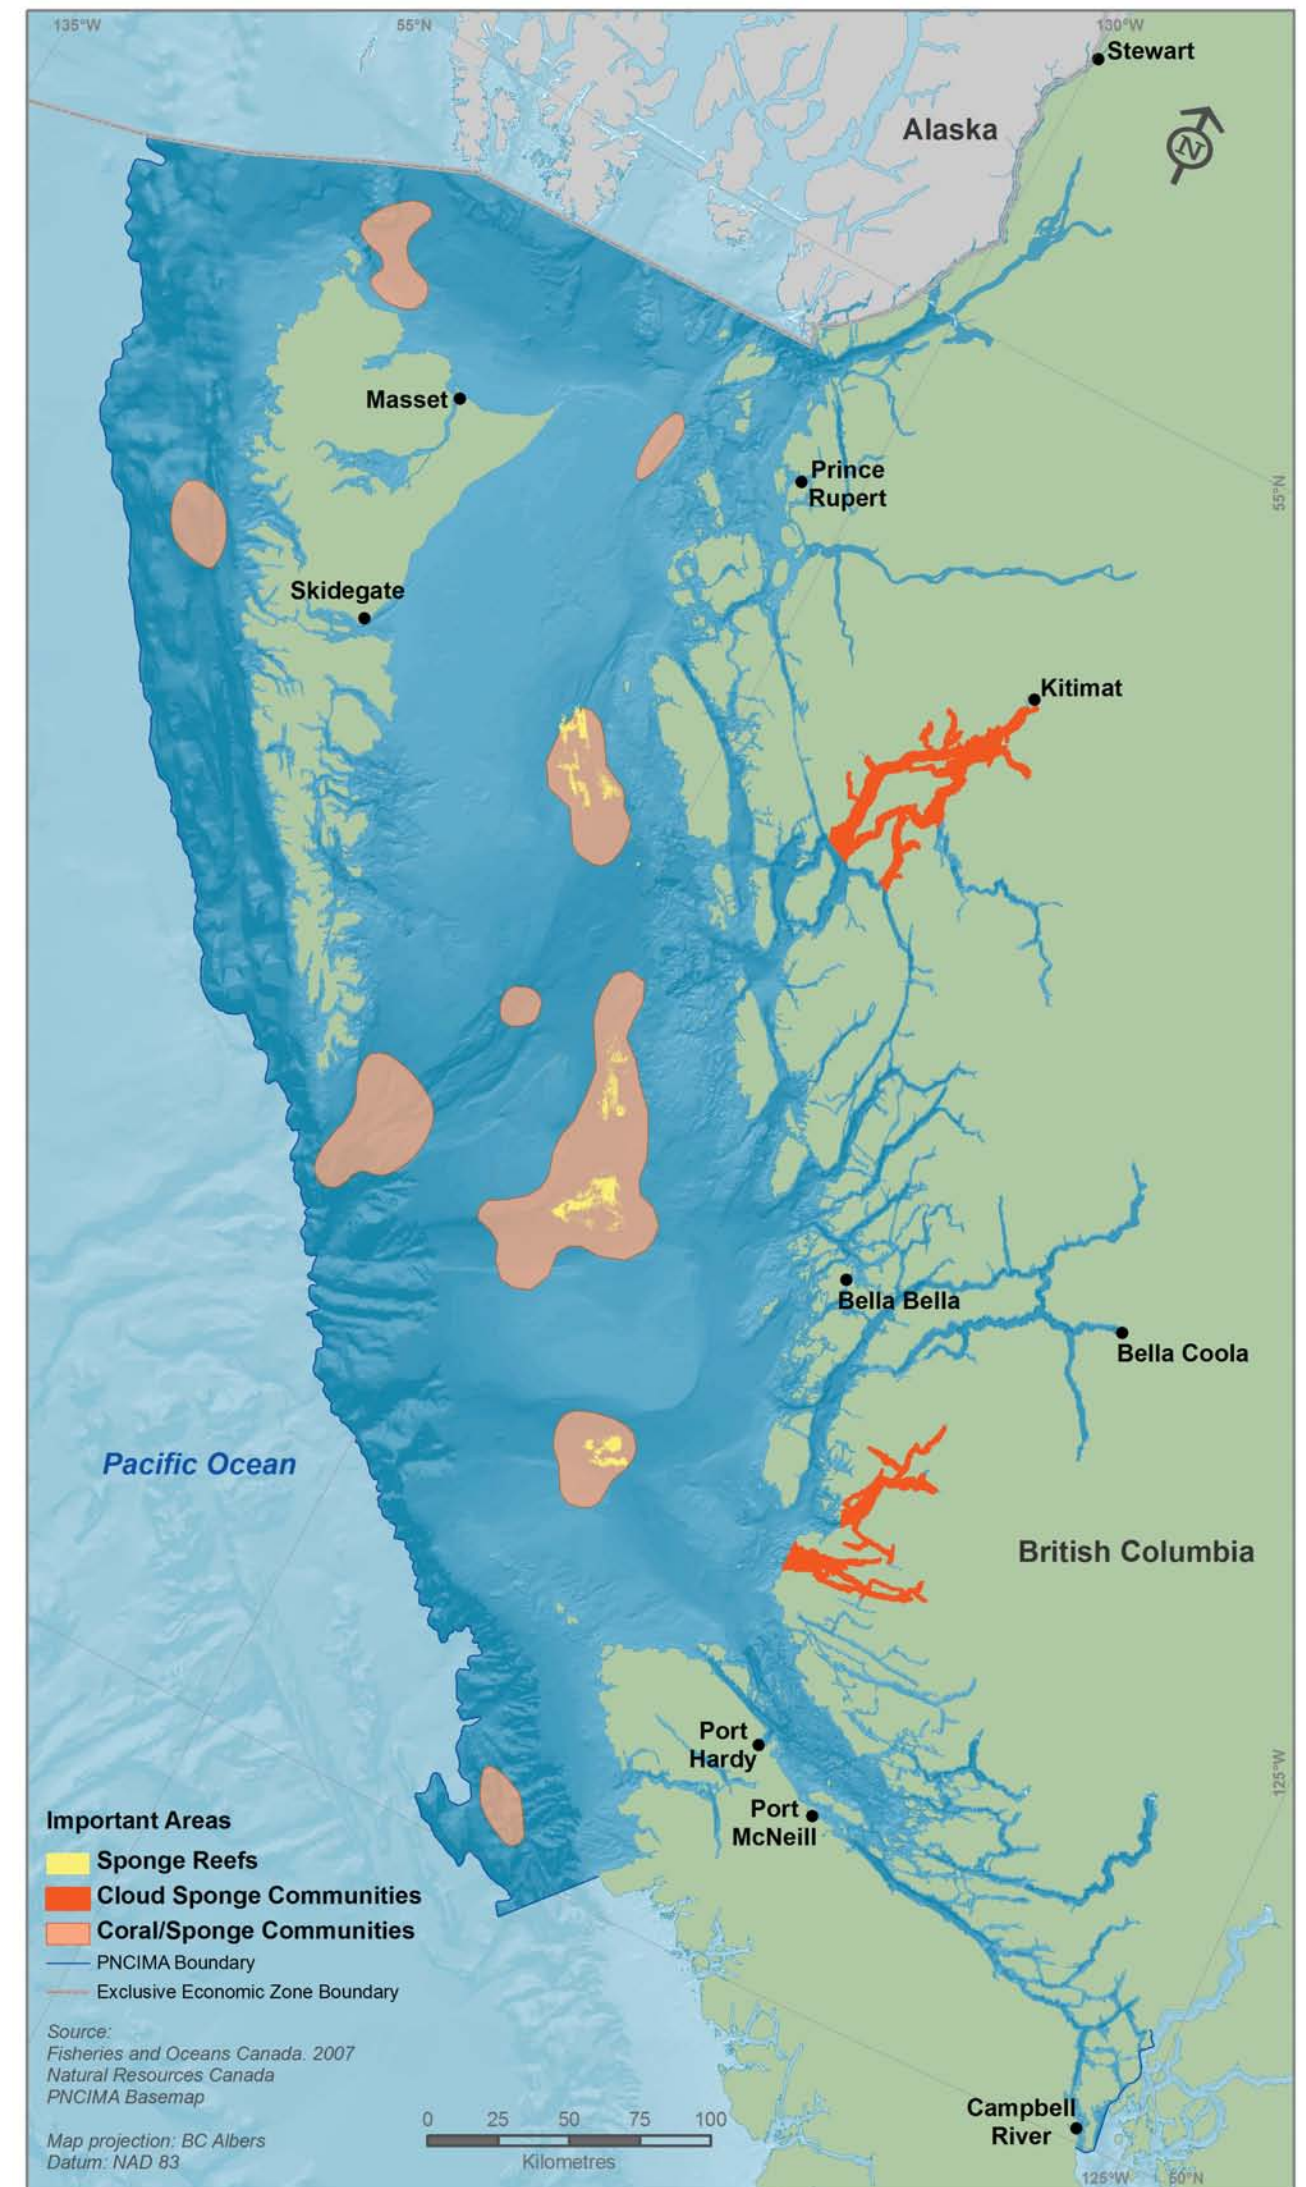 135°W
55°N
130°W
Stewart
Alaska
N
Masset
Prince
Rupert
55°N
Skidegate
Kitimat
Bella Bella
Bella Coola
Pacific Ocean
British Columbia
Port
Hardy
Port
McNeill
125°W
Important Areas
Sponge Reefs
Cloud Sponge Communities
Coral/Sponge Communities
PNCIMA Boundary
Exclusive Economic Zone Boundary
Source:
Fisheries and Oceans Canada. 2007
Natural Resources Canada
PNCIMA Basemap
Map projection: BC Albers
Datum: NAD 83
0 25 50 75 100
Kilometres
Campbell
River
125°W
50°N